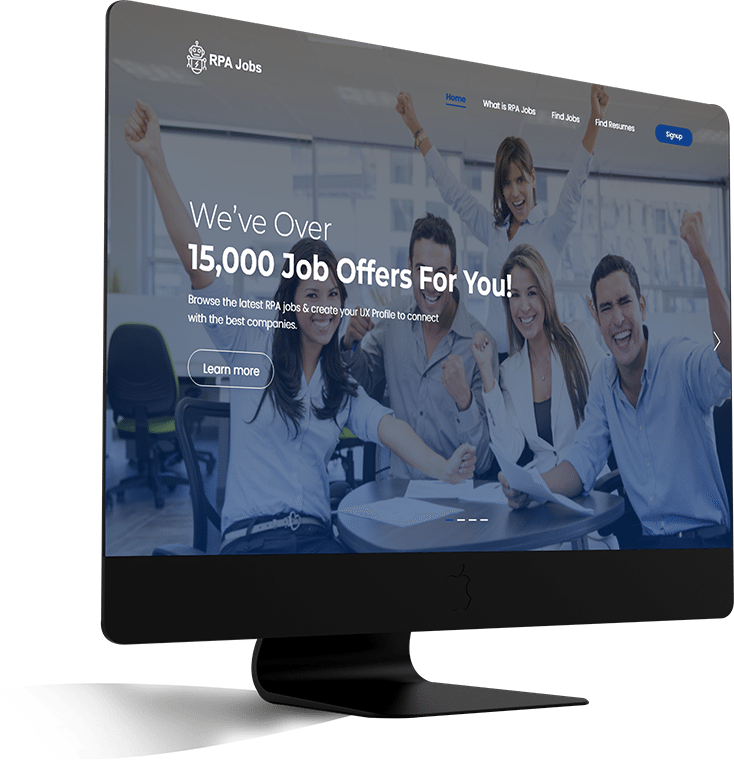 RPA Jobs
Home
What is RPA Jobs
Find Jobs
Find Resumes
Signup
We've Over
15,000 Job Offers For You!
Browse the latest RPA jobs & create your UX Profile to connect
with the best companies.
Learn more